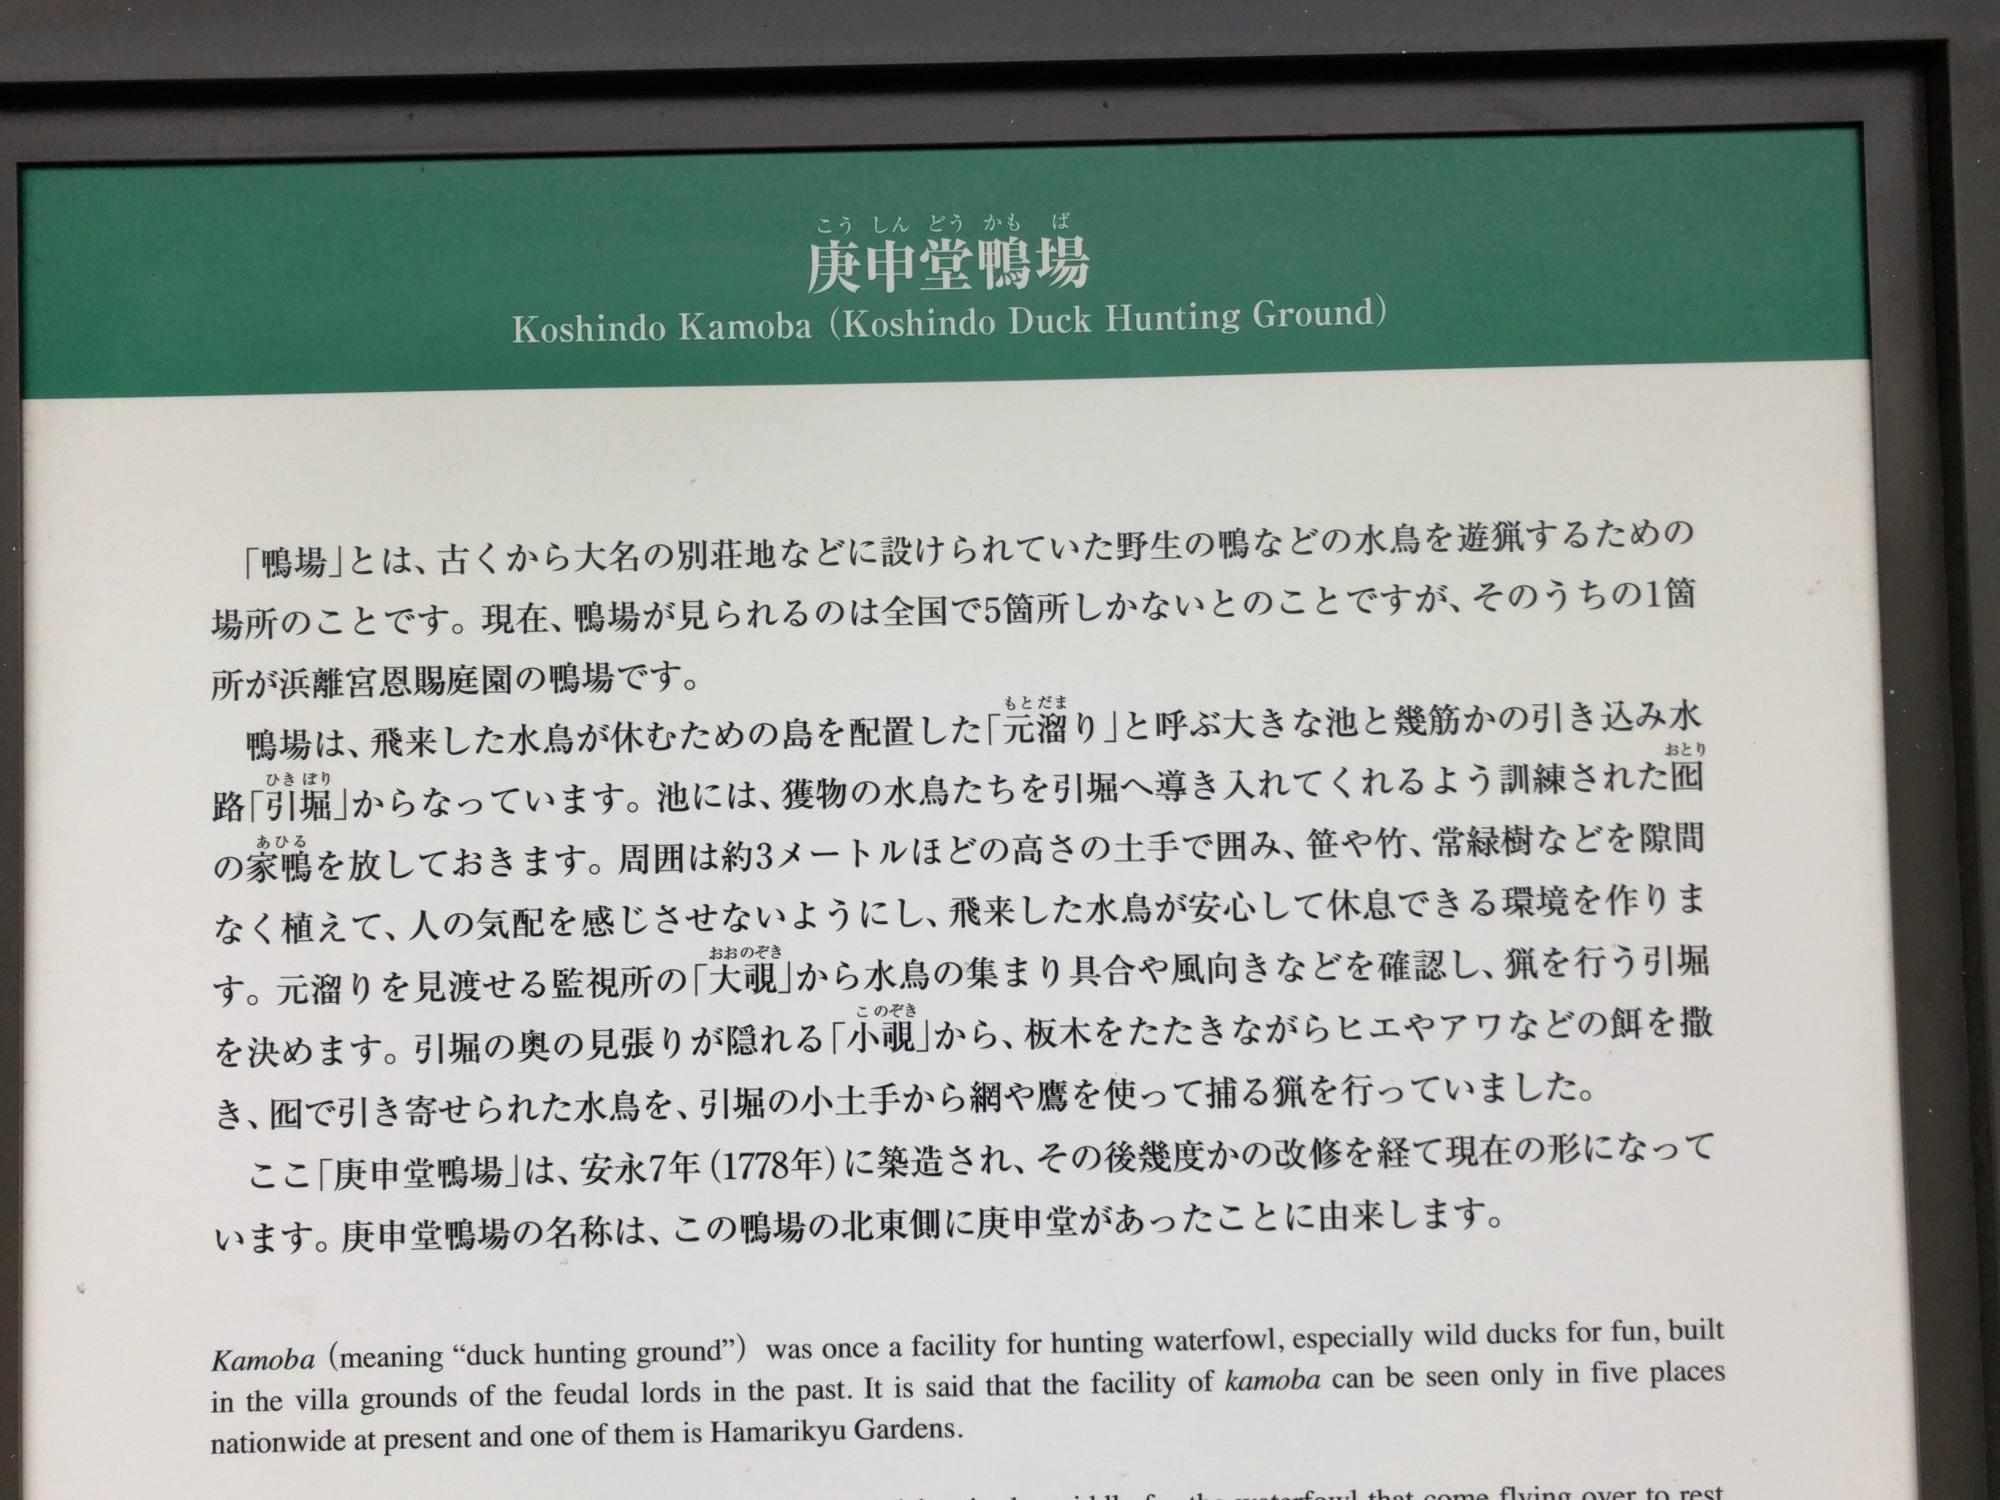 こうしんどうかもば
庚申堂鴨場
Koshindo Kamoba（Koshindo Duck Hunting Ground）
「鴨場」とは、古くから大名の別荘地などに設けられていた野生の鴨などの水鳥を遊猟するための
場所のことです。現在、鴨場が見られるのは全国で5箇所しかないとのことですが、そのうちの1箇
所が浜離宮恩賜庭園の鴨場です。
もとだま
鴨場は、飛来した水鳥が休むための島を配置した「元溜り」と呼ぶ大きな池と幾筋かの引き込み水
ひきぼり おとり
路「引堀」からなっています。池には、獲物の水鳥たちを引堀へ導き入れてくれるよう訓練された囮
あひる
の家鴨を放しておきます。周囲は約3メートルほどの高さの土手で囲み、笹や竹、常緑樹などを隙間
なく植えて、人の気配を感じさせないようにし、飛来した水鳥が安心して休息できる環境を作りま
おおのぞき
す。元溜りを見渡せる監視所の「大覗」から水鳥の集まり具合や風向きなどを確認し、猟を行う引堀
このぞき
を決めます。引堀の奥の見張りが隠れる「小覗」から、板木をたたきながらヒエやアワなどの餌を撒
き、囮で引き寄せられた水鳥を、引堀の小土手から網や鷹を使って捕る猟を行っていました。
ここ「庚申堂鴨場」は、安永7年（1778年）に築造され、その後幾度かの改修を経て現在の形になって
います。庚申堂鴨場の名称は、この鴨場の北東側に庚申堂があったことに由来します。
Kamoba（meaning “duck hunting ground”）was once a facility for hunting waterfowl, especially wild ducks for fun, built
in the villa grounds of the feudal lords in the past. It is said that the facility of kamoba can be seen only in five places
nationwide at present and one of them is Hamarikyu Gardens.
for the waterfowl that come flying over to rest